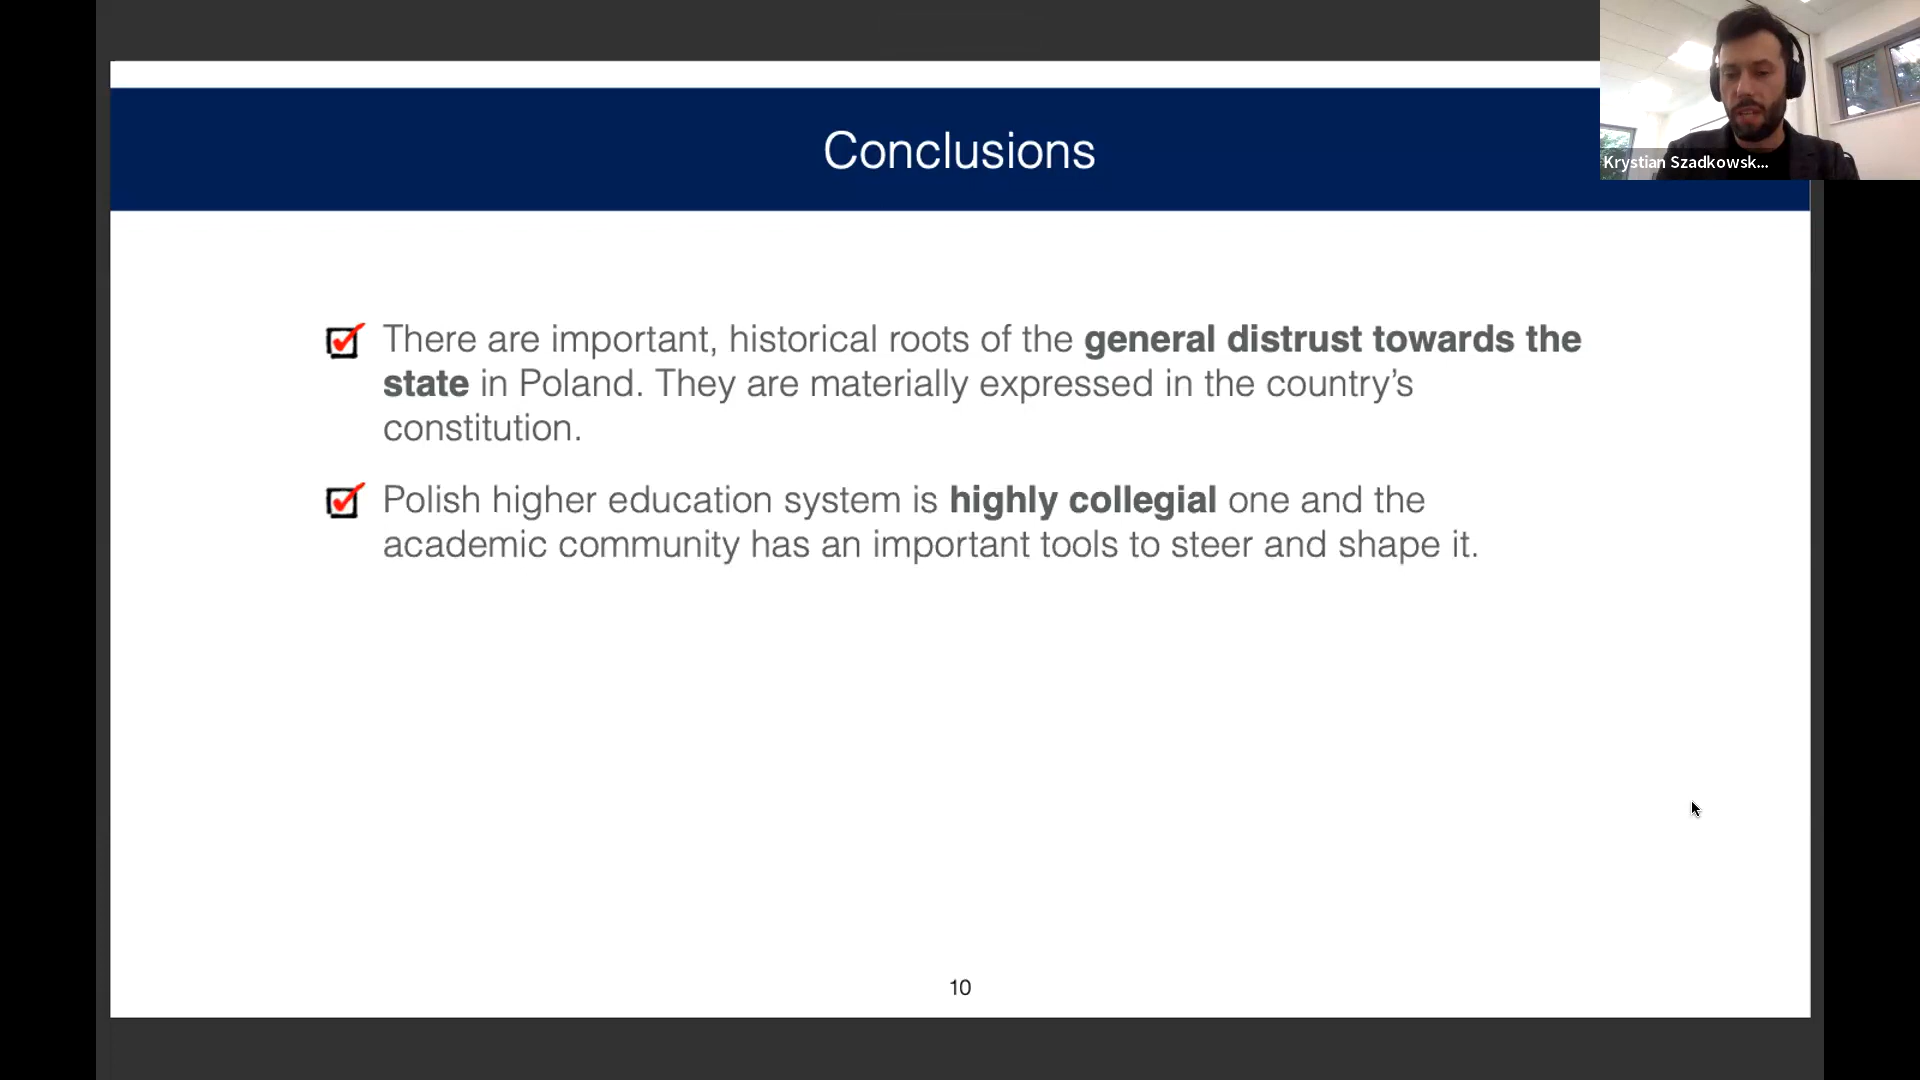 Conclusions
Krystian Szadkowsk...
There are important, historical roots of the general distrust towards the
state in Poland. They are materially expressed in the country’s
constitution.
Polish higher education system is highly collegial one and the
academic community has an important tools to steer and shape it.
10